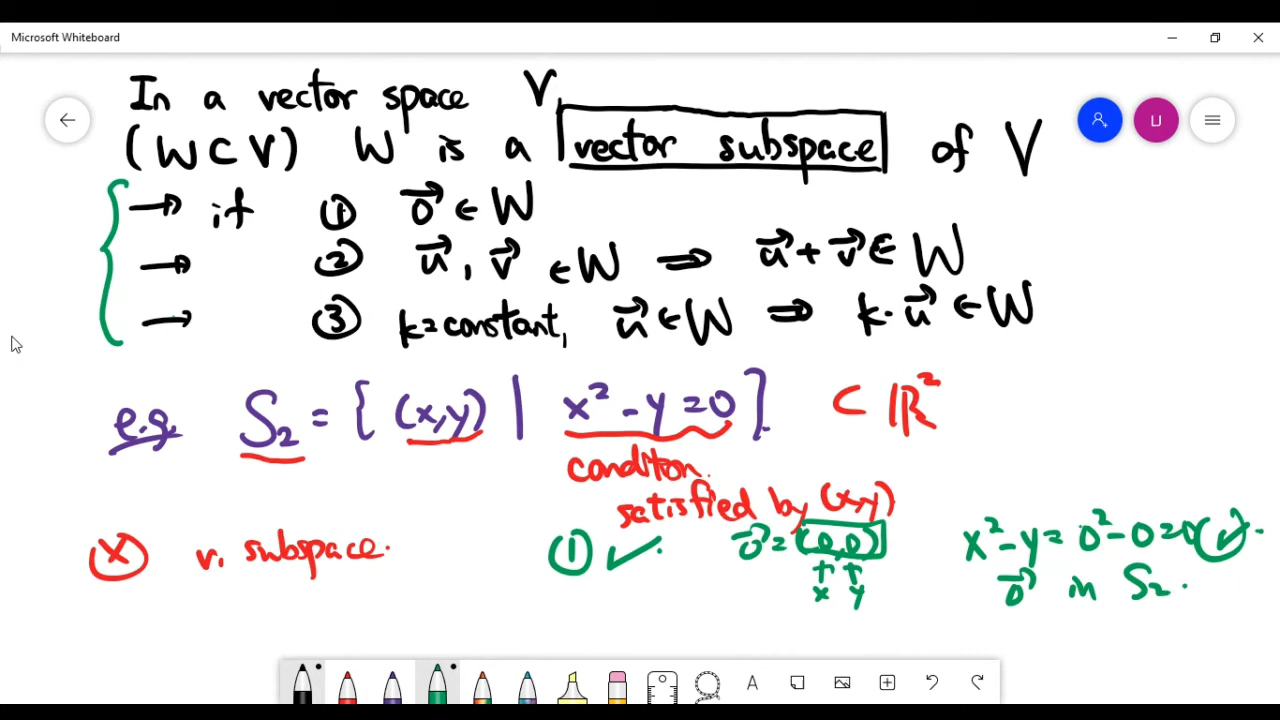 Microsoft Whiteboard
In a vector space V
(W ⊂ V) W is a vector subspace of V
→ if ① 0⃗ ∈ W
→ ② u⃗, v⃗ ∈ W ⇒ u⃗ + v⃗ ∈ W
→ ③ k=constant, u⃗ ∈ W ⇒ k·u⃗ ∈ W
e.g. S₂ = { (x,y) | x² - y = 0 }. ⊂ ℝ²
conditon.
satisfied by (x,y)
Ⓧ v. subspace.
① ✓ 0⃗ = (0,0) x² - y = 0² - 0 = 0 (✓).
x y
0⃗ in S₂.
U
A